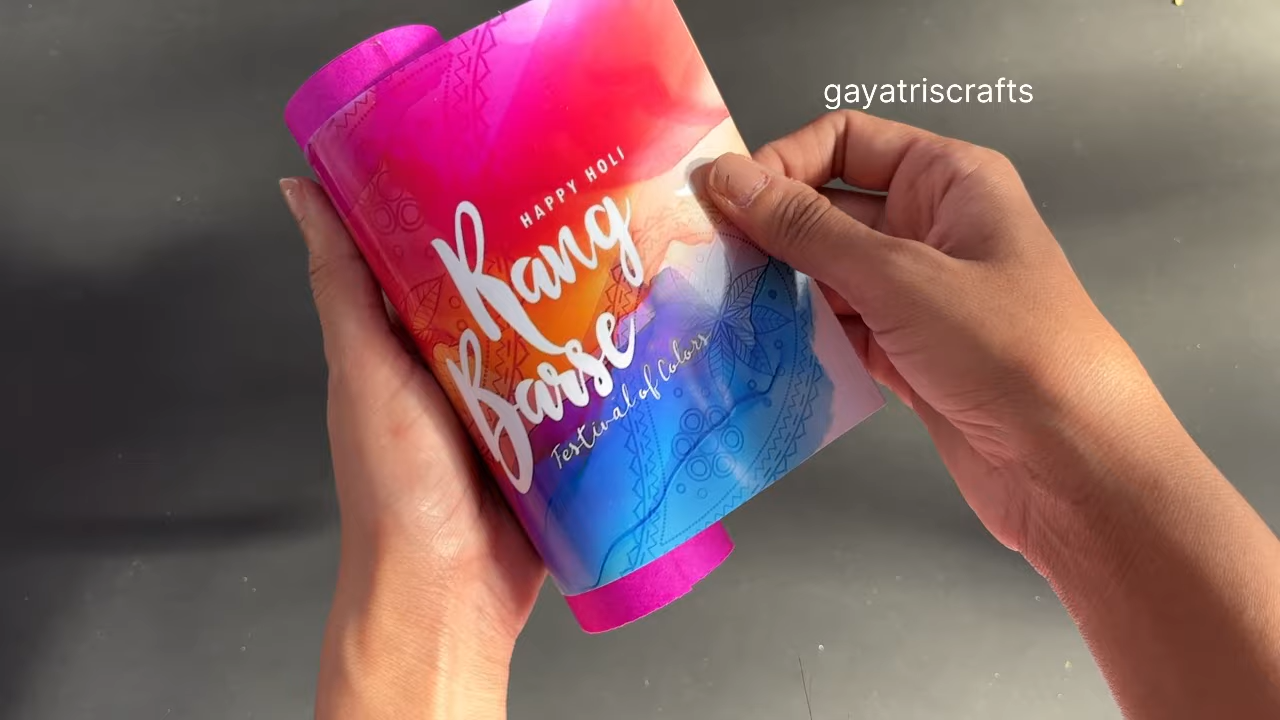 gayatriscrafts
HAPPY HOLI
Rang
Barse
Festival of Colors